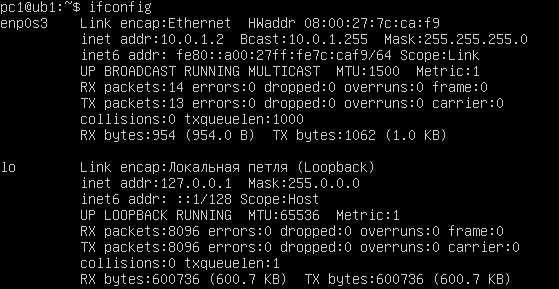 pc1@ub1:~$ ifconfig
enp0s3 Link encap:Ethernet HWaddr 08:00:27:7c:ca:f9
inet addr:10.0.1.2 Bcast:10.0.1.255 Mask:255.255.255.0
inet6 addr: fe80::a00:27ff:fe7c:caf9/64 Scope:Link
UP BROADCAST RUNNING MULTICAST MTU:1500 Metric:1
RX packets:14 errors:0 dropped:0 overruns:0 frame:0
TX packets:13 errors:0 dropped:0 overruns:0 carrier:0
collisions:0 txqueuelen:1000
RX bytes:954 (954.0 B) TX bytes:1062 (1.0 KB)
lo Link encap:Локальная петля (Loopback)
inet addr:127.0.0.1 Mask:255.0.0.0
inet6 addr: ::1/128 Scope:Host
UP LOOPBACK RUNNING MTU:65536 Metric:1
RX packets:8096 errors:0 dropped:0 overruns:0 frame:0
TX packets:8096 errors:0 dropped:0 overruns:0 carrier:0
collisions:0 txqueuelen:1
RX bytes:600736 (600.7 KB) TX bytes:600736 (600.7 KB)